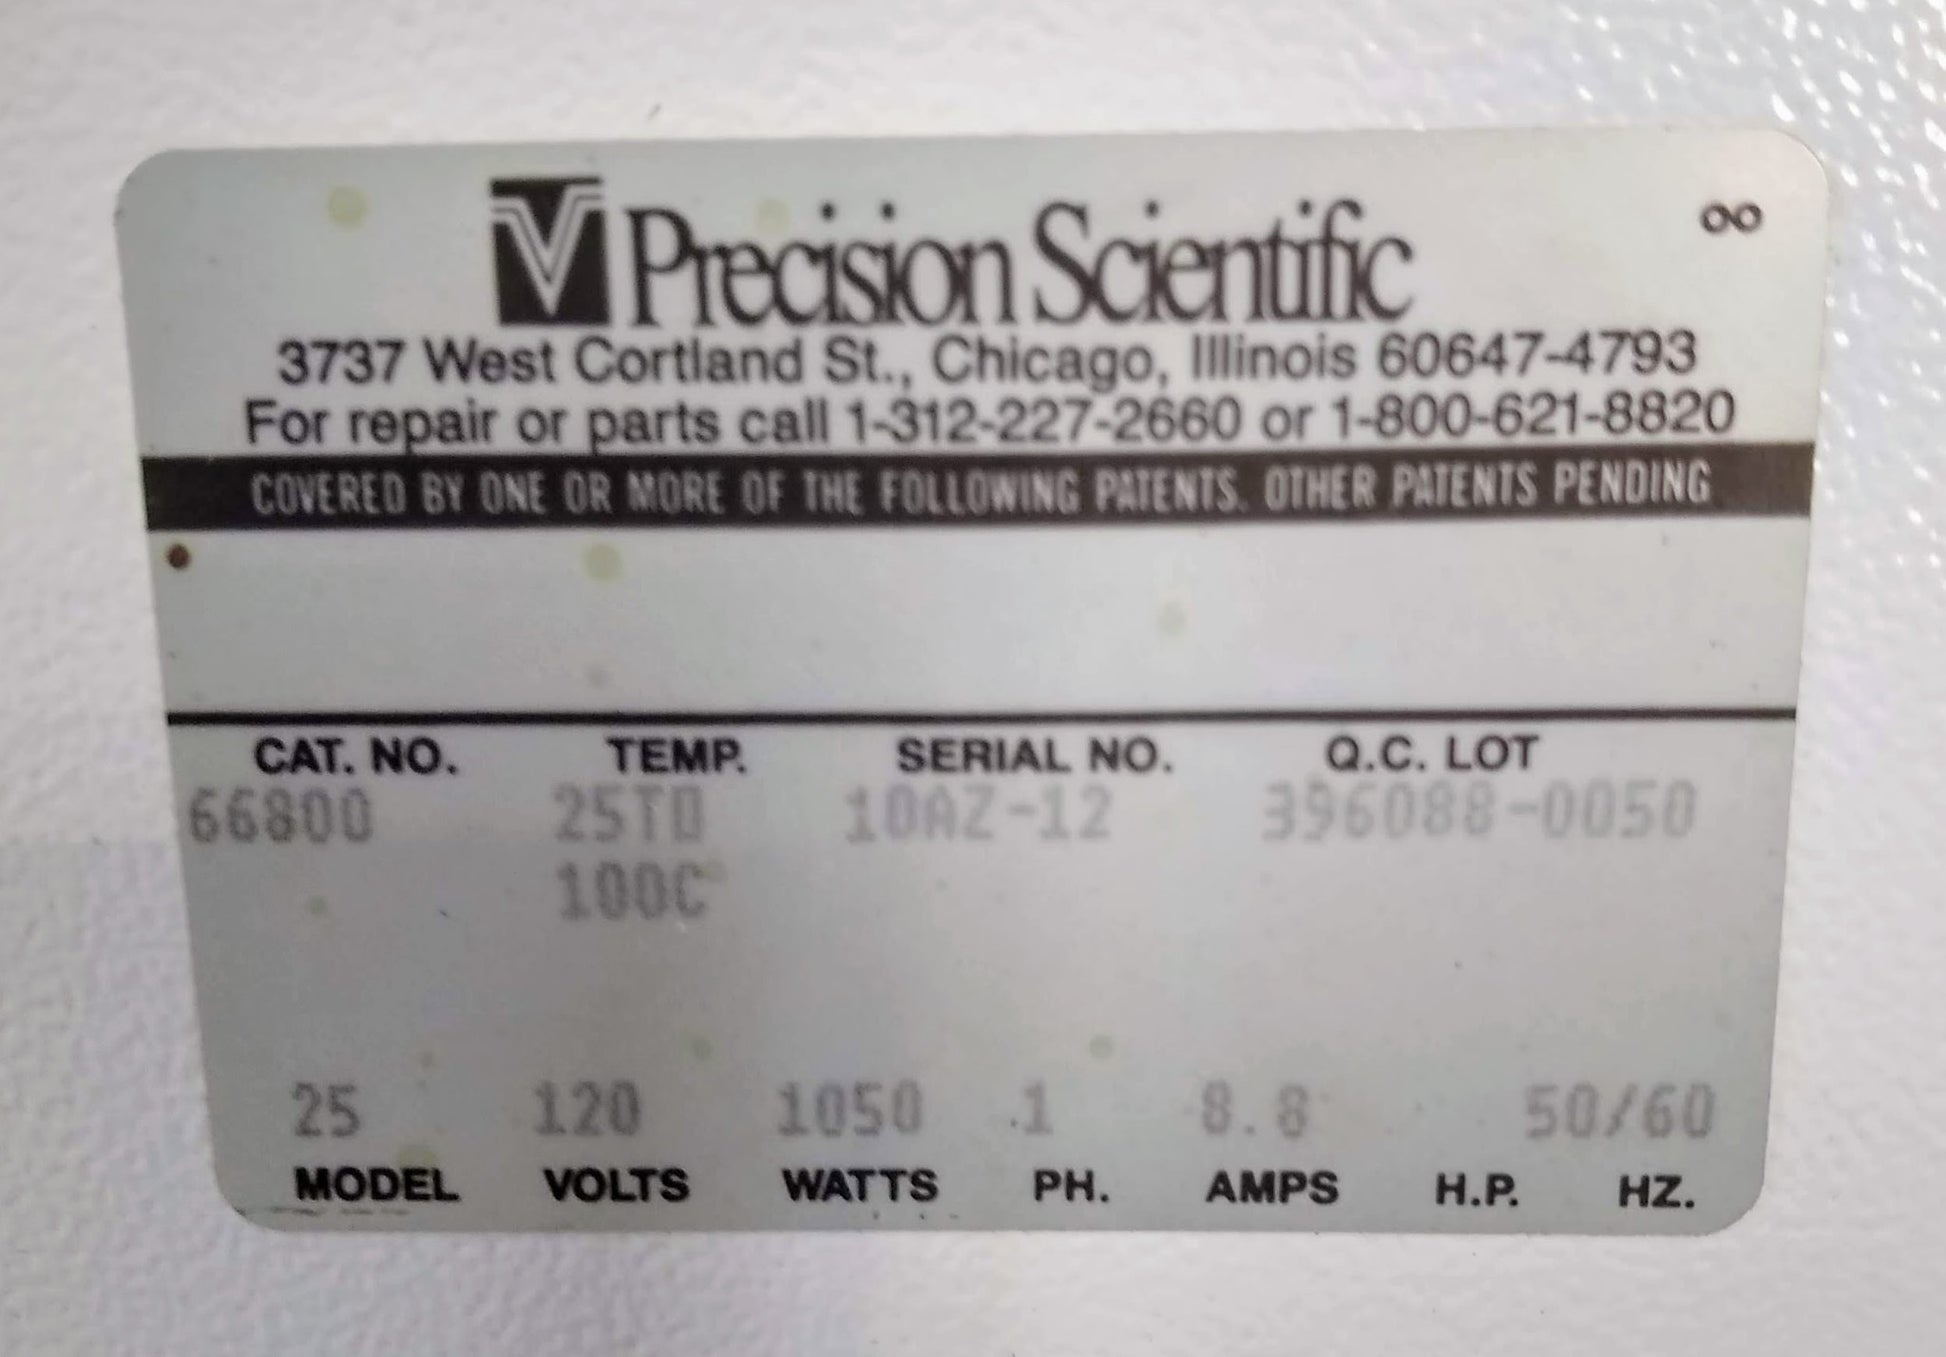 Precision Scientific ∞
3737 West Cortland St., Chicago, Illinois 60647-4793
For repair or parts call 1-312-227-2660 or 1-800-621-8820
COVERED BY ONE OR MORE OF THE FOLLOWING PATENTS. OTHER PATENTS PENDING
CAT. NO. TEMP. SERIAL NO. Q.C. LOT
66800 25TO 10AZ-12 396088-0050
100C
25 120 1050 1 8.8 50/60
MODEL VOLTS WATTS PH. AMPS H.P. HZ.